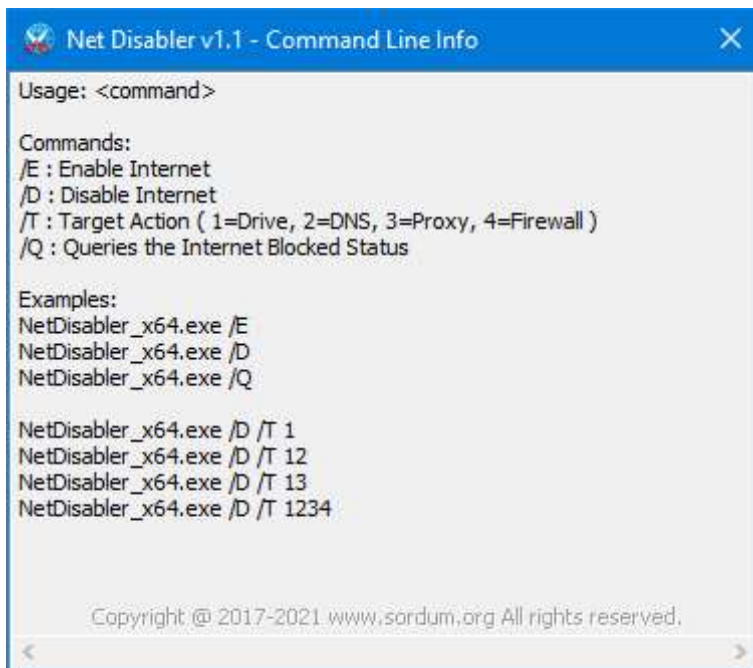 Net Disabler v1.1 - Command Line Info
Usage: <command>
Commands:
/E : Enable Internet
/D : Disable Internet
/T : Target Action ( 1=Drive, 2=DNS, 3=Proxy, 4=Firewall )
/Q : Queries the Internet Blocked Status
Examples:
NetDisabler_x64.exe /E
NetDisabler_x64.exe /D
NetDisabler_x64.exe /Q
NetDisabler_x64.exe /D /T 1
NetDisabler_x64.exe /D /T 12
NetDisabler_x64.exe /D /T 13
NetDisabler_x64.exe /D /T 1234
Copyright @ 2017-2021 www.sordum.org All rights reserved.